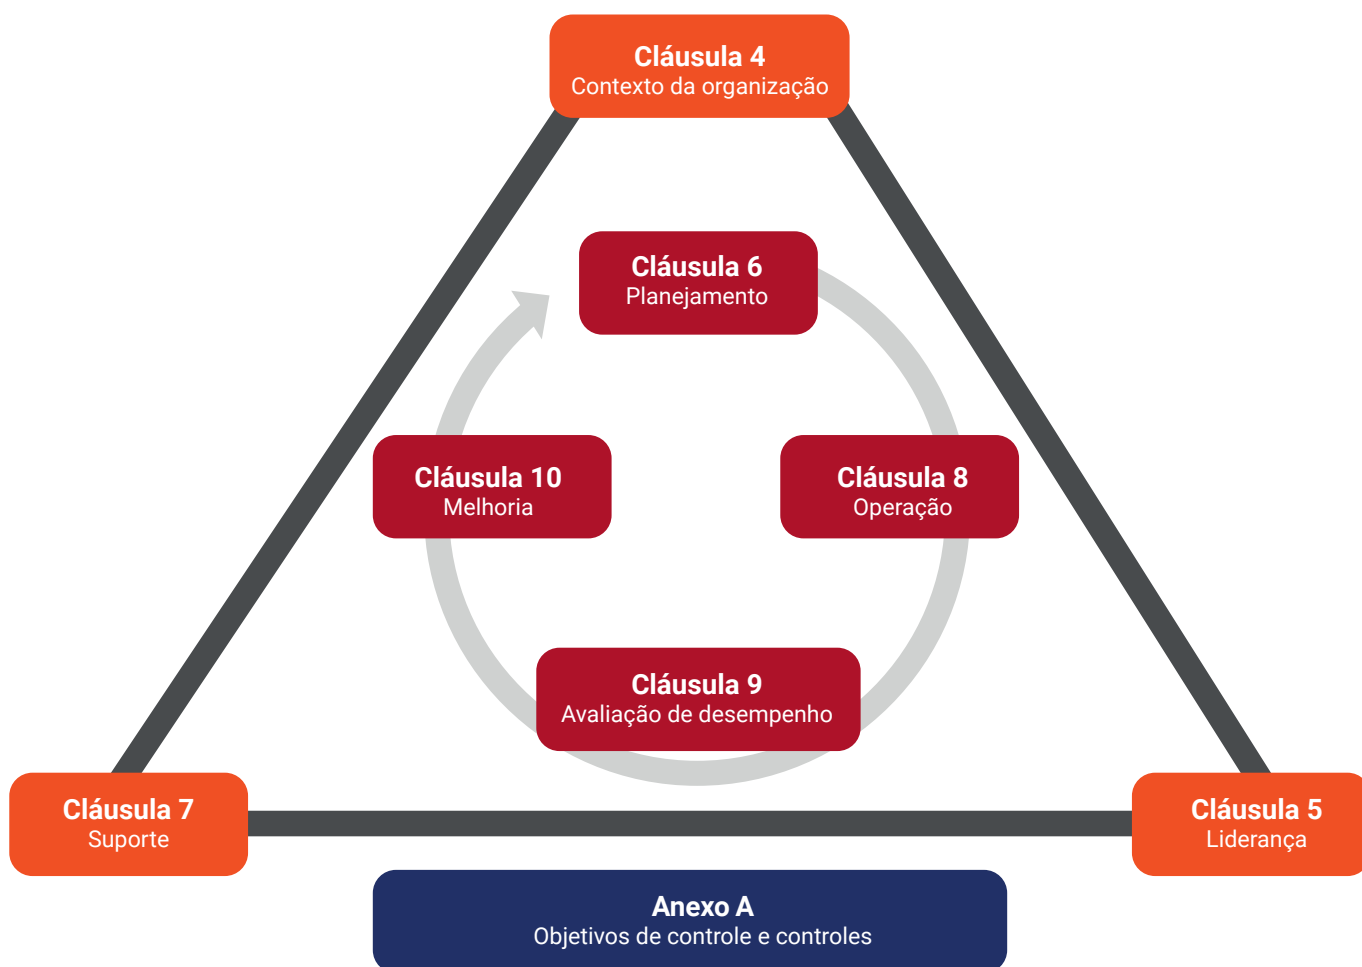 Cláusula 4
Contexto da organização
Cláusula 6
Planejamento
Cláusula 10
Melhoria
Cláusula 8
Operação
Cláusula 9
Avaliação de desempenho
Cláusula 7
Suporte
Cláusula 5
Liderança
Anexo A
Objetivos de controle e controles